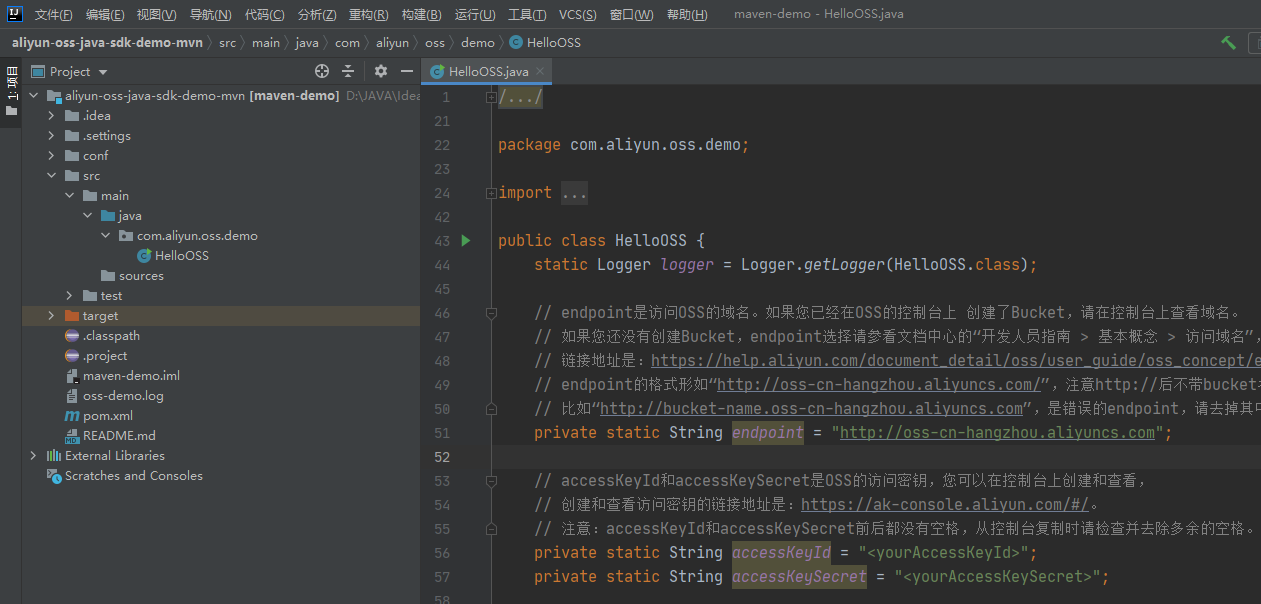 文件(F) 编辑(E) 视图(V) 导航(N) 代码(C) 分析(Z) 重构(R) 构建(B) 运行(U) 工具(T) VCS(S) 窗口(W) 帮助(H) maven-demo - HelloOSS.java
aliyun-oss-java-sdk-demo-mvn src main java com aliyun oss demo HelloOSS
1: 项目
Project
aliyun-oss-java-sdk-demo-mvn [maven-demo] D:\JAVA\Idea
.idea
.settings
conf
src
main
java
com.aliyun.oss.demo
HelloOSS
sources
test
target
.classpath
.project
maven-demo.iml
oss-demo.log
pom.xml
README.md
External Libraries
Scratches and Consoles
HelloOSS.java
1 /.../
21
22 package com.aliyun.oss.demo;
23
24 import ...
42
43 public class HelloOSS {
44 static Logger logger = Logger.getLogger(HelloOSS.class);
45
46 // endpoint是访问OSS的域名。如果您已经在OSS的控制台上 创建了Bucket，请在控制台上查看域名。
47 // 如果您还没有创建Bucket，endpoint选择请参看文档中心的“开发人员指南 > 基本概念 > 访问域名”，
48 // 链接地址是：https://help.aliyun.com/document_detail/oss/user_guide/oss_concept/e
49 // endpoint的格式形如“http://oss-cn-hangzhou.aliyuncs.com/”，注意http://后不带bucket
50 // 比如“http://bucket-name.oss-cn-hangzhou.aliyuncs.com”，是错误的endpoint，请去掉其中
51 private static String endpoint = "http://oss-cn-hangzhou.aliyuncs.com";
52
53 // accessKeyId和accessKeySecret是OSS的访问密钥，您可以在控制台上创建和查看，
54 // 创建和查看访问密钥的链接地址是：https://ak-console.aliyun.com/#/。
55 // 注意：accessKeyId和accessKeySecret前后都没有空格，从控制台复制时请检查并去除多余的空格。
56 private static String accessKeyId = "<yourAccessKeyId>";
57 private static String accessKeySecret = "<yourAccessKeySecret>";
58